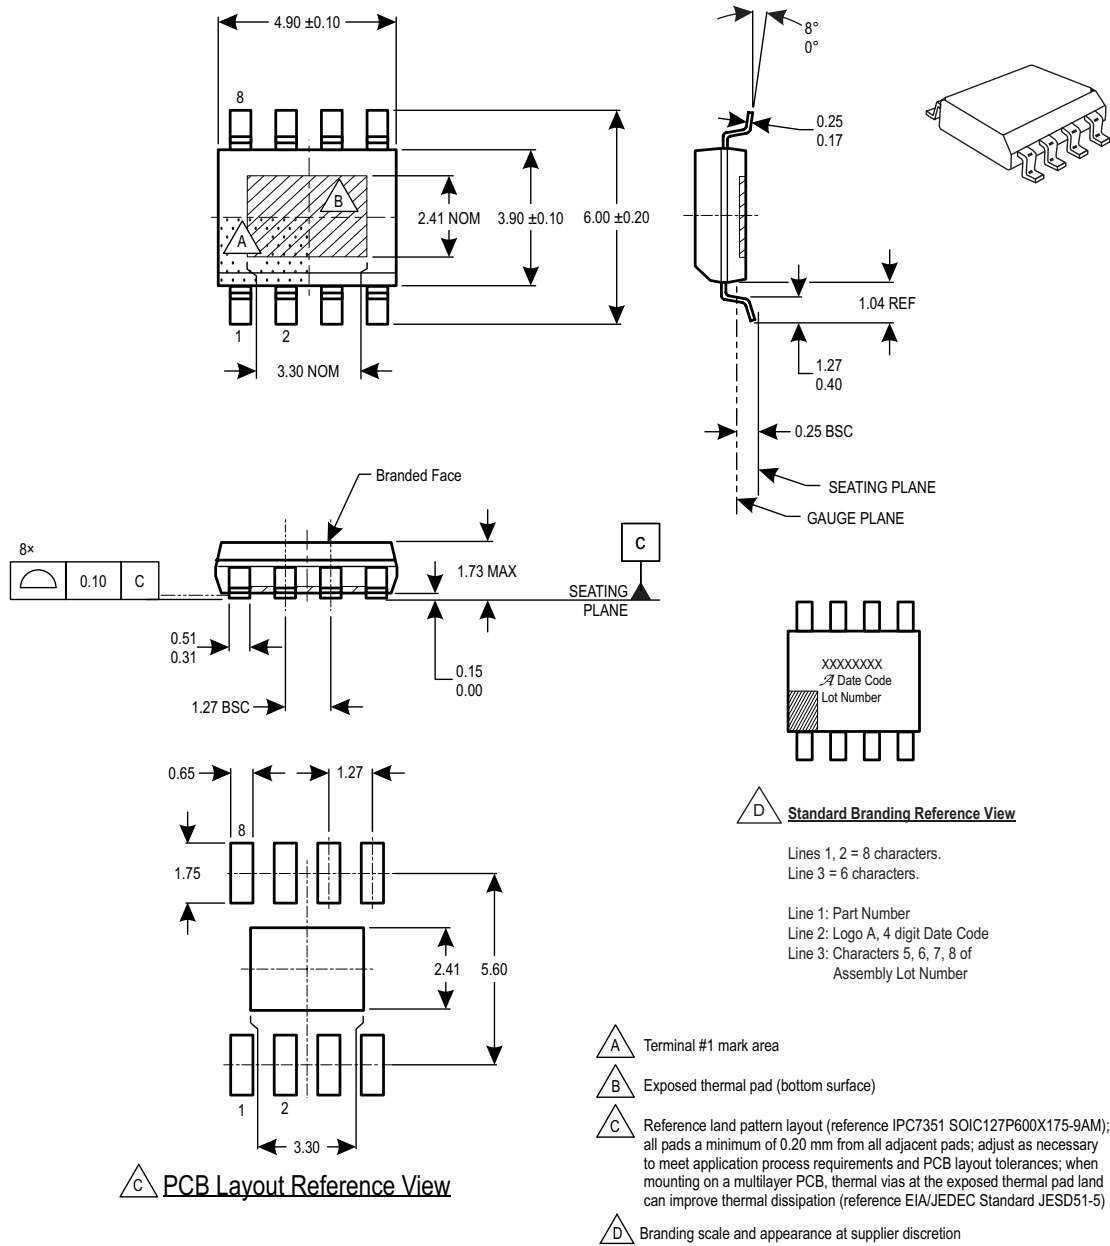 4.90 ±0.10
8
A
B
2.41 NOM
3.90 ±0.10
6.00 ±0.20
1
2
3.30 NOM
8°
0°
0.25
0.17
1.04 REF
1.27
0.40
0.25 BSC
SEATING PLANE
GAUGE PLANE
Branded Face
8×
0.10
C
1.73 MAX
C
SEATING
PLANE
0.51
0.31
0.15
0.00
1.27 BSC
XXXXXXXX
A Date Code
Lot Number
D Standard Branding Reference View
Lines 1, 2 = 8 characters.
Line 3 = 6 characters.
Line 1: Part Number
Line 2: Logo A, 4 digit Date Code
Line 3: Characters 5, 6, 7, 8 of
Assembly Lot Number
0.65
1.27
8
1.75
2.41
5.60
1
2
3.30
C PCB Layout Reference View
A Terminal #1 mark area
B Exposed thermal pad (bottom surface)
C Reference land pattern layout (reference IPC7351 SOIC127P600X175-9AM);
all pads a minimum of 0.20 mm from all adjacent pads; adjust as necessary
to meet application process requirements and PCB layout tolerances; when
mounting on a multilayer PCB, thermal vias at the exposed thermal pad land
can improve thermal dissipation (reference EIA/JEDEC Standard JESD51-5)
D Branding scale and appearance at supplier discretion